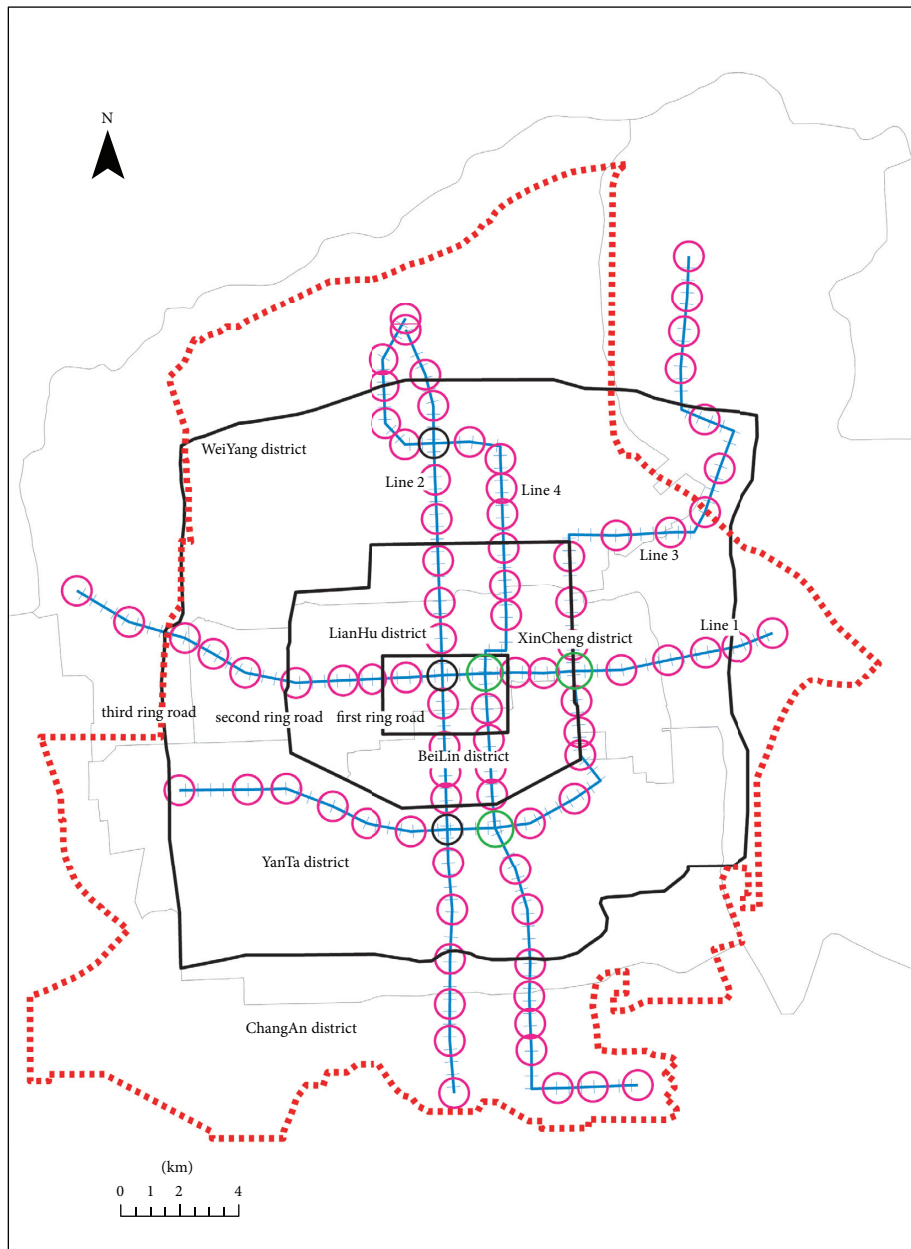 N
WeiYang district
Line 2
Line 4
Line 3
LianHu district
XinCheng district
Line 1
third ring road
second ring road
first ring road
BeiLin district
YanTa district
ChangAn district
(km)
0 1 2 4